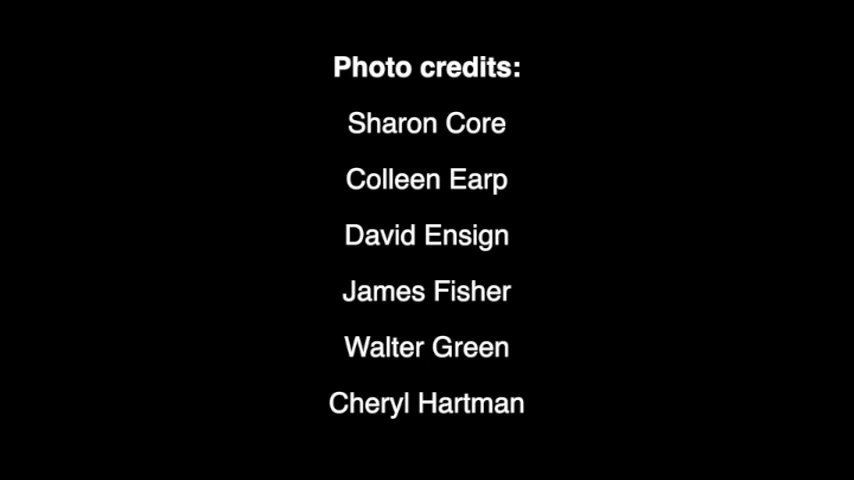 Photo credits:
Sharon Core
Colleen Earp
David Ensign
James Fisher
Walter Green
Cheryl Hartman